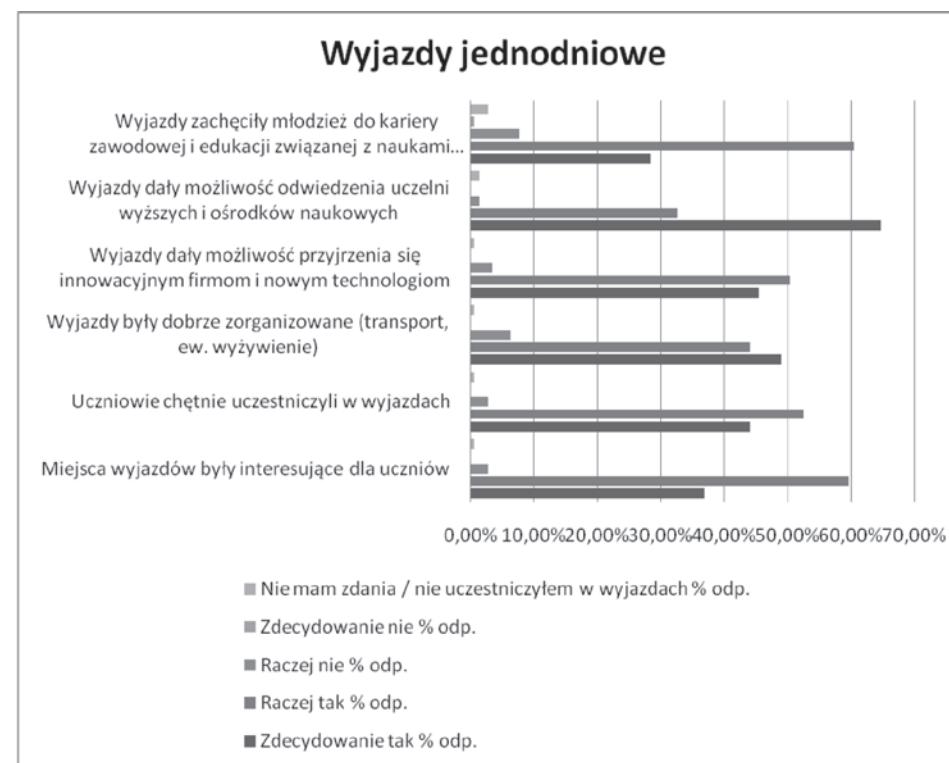 Wyjazdy jednodniowe
Wyjazdy zachęciły młodzież do kariery
zawodowej i edukacji związanej z naukami...
Wyjazdy dały możliwość odwiedzenia uczelni
wyższych i ośrodków naukowych
Wyjazdy dały możliwość przyjrzenia się
innowacyjnym firmom i nowym technologiom
Wyjazdy były dobrze zorganizowane (transport,
ew. wyżywienie)
Uczniowie chętnie uczestniczyli w wyjazdach
Miejsca wyjazdów były interesujące dla uczniów
0,00% 10,00% 20,00% 30,00% 40,00% 50,00% 60,00% 70,00%
Nie mam zdania / nie uczestniczyłem w wyjazdach % odp.
Zdecydowanie nie % odp.
Raczej nie % odp.
Raczej tak % odp.
Zdecydowanie tak % odp.